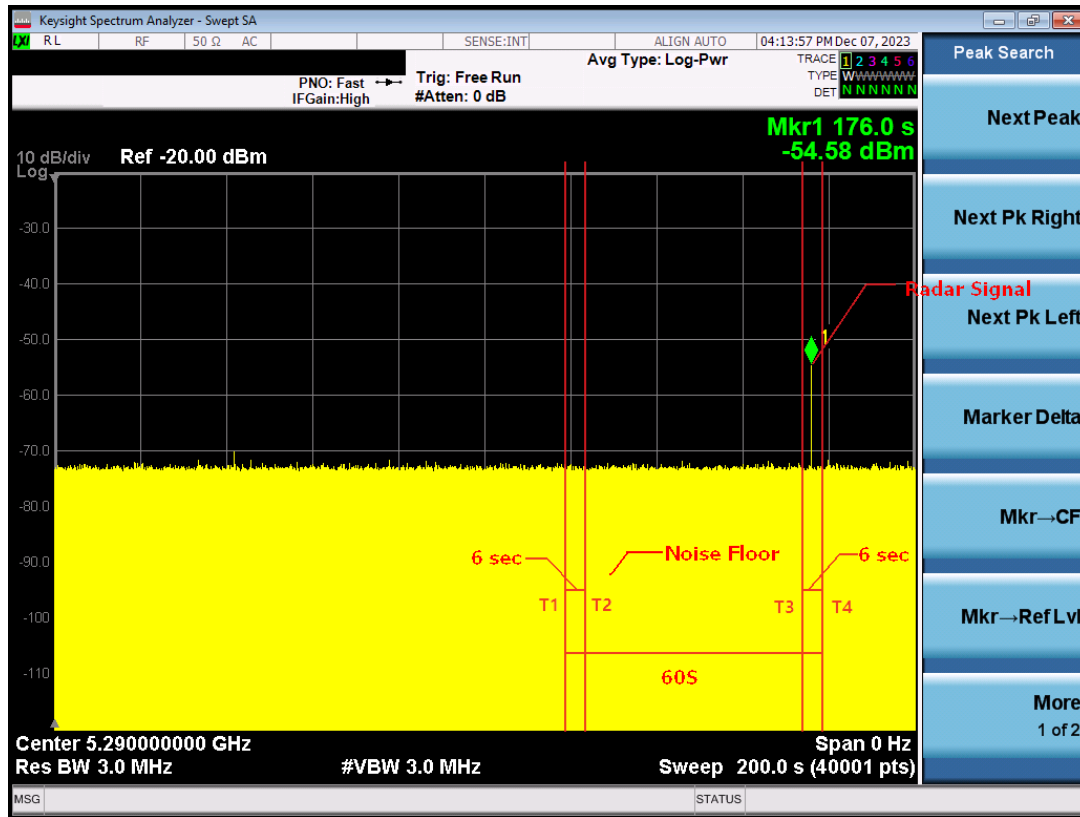 Keysight Spectrum Analyzer - Swept SA
LXI RL RF 50 Ω AC SENSE:INT ALIGN AUTO 04:13:57 PM Dec 07, 2023
PNO: Fast
IFGain:High
Trig: Free Run
#Atten: 0 dB
Avg Type: Log-Pwr
TRACE 1 2 3 4 5 6
TYPE WWWWWW
DET N N N N N N
Peak Search
Mkr1 176.0 s
-54.58 dBm
10 dB/div Ref -20.00 dBm
Log
-30.0
-40.0
-50.0
-60.0
-70.0
-80.0
-90.0
-100
-110
1
Radar Signal
6 sec
Noise Floor
6 sec
T1 T2 T3 T4
60S
Center 5.290000000 GHz Span 0 Hz
Res BW 3.0 MHz #VBW 3.0 MHz Sweep 200.0 s (40001 pts)
Next Peak
Next Pk Right
Next Pk Left
Marker Delta
Mkr→CF
Mkr→Ref Lvl
More
1 of 2
MSG STATUS